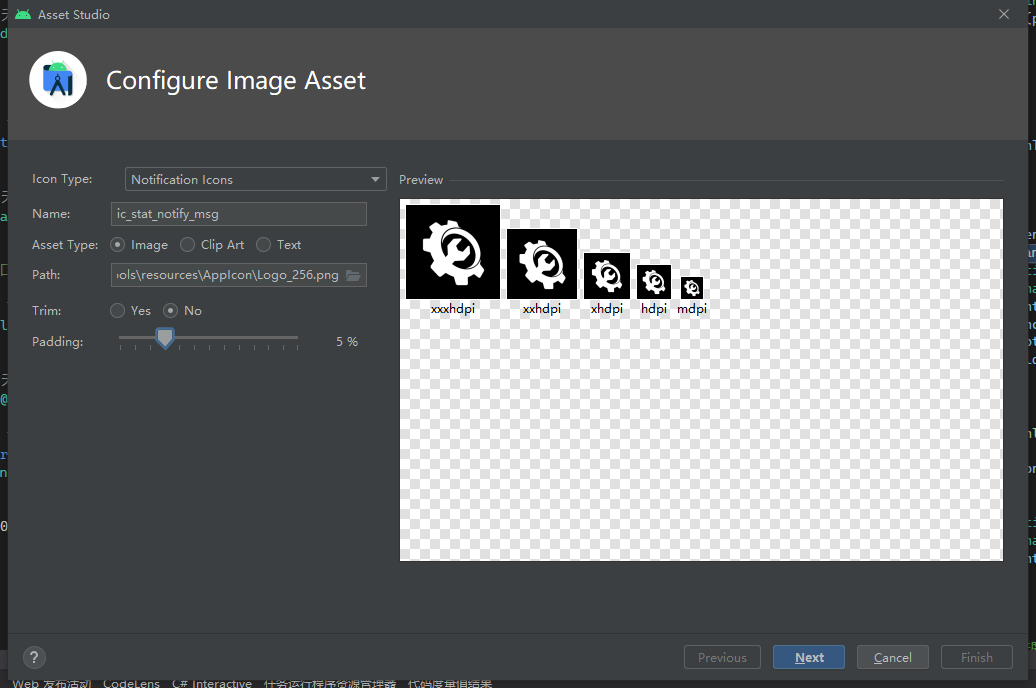 Asset Studio
Configure Image Asset
Icon Type: Notification Icons
Preview
Name: ic_stat_notify_msg
Asset Type: Image Clip Art Text
Path: ools\resources\AppIcon\Logo_256.png
Trim: Yes No
Padding: 5 %
xxxhdpi xxhdpi xhdpi hdpi mdpi
? Previous Next Cancel Finish
Web 发布活动 CodeLens C# Interactive 任务运行程序资源管理器 代码度量值结果